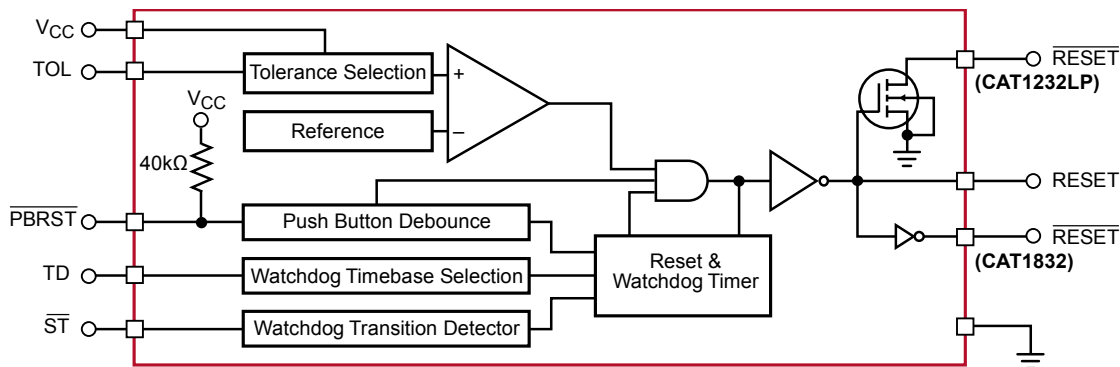 VCC
TOL
Tolerance Selection
+
Reference
–
VCC
40kΩ
PBRST
Push Button Debounce
TD
Watchdog Timebase Selection
ST
Watchdog Transition Detector
Reset &
Watchdog Timer
RESET
(CAT1232LP)
RESET
RESET
(CAT1832)